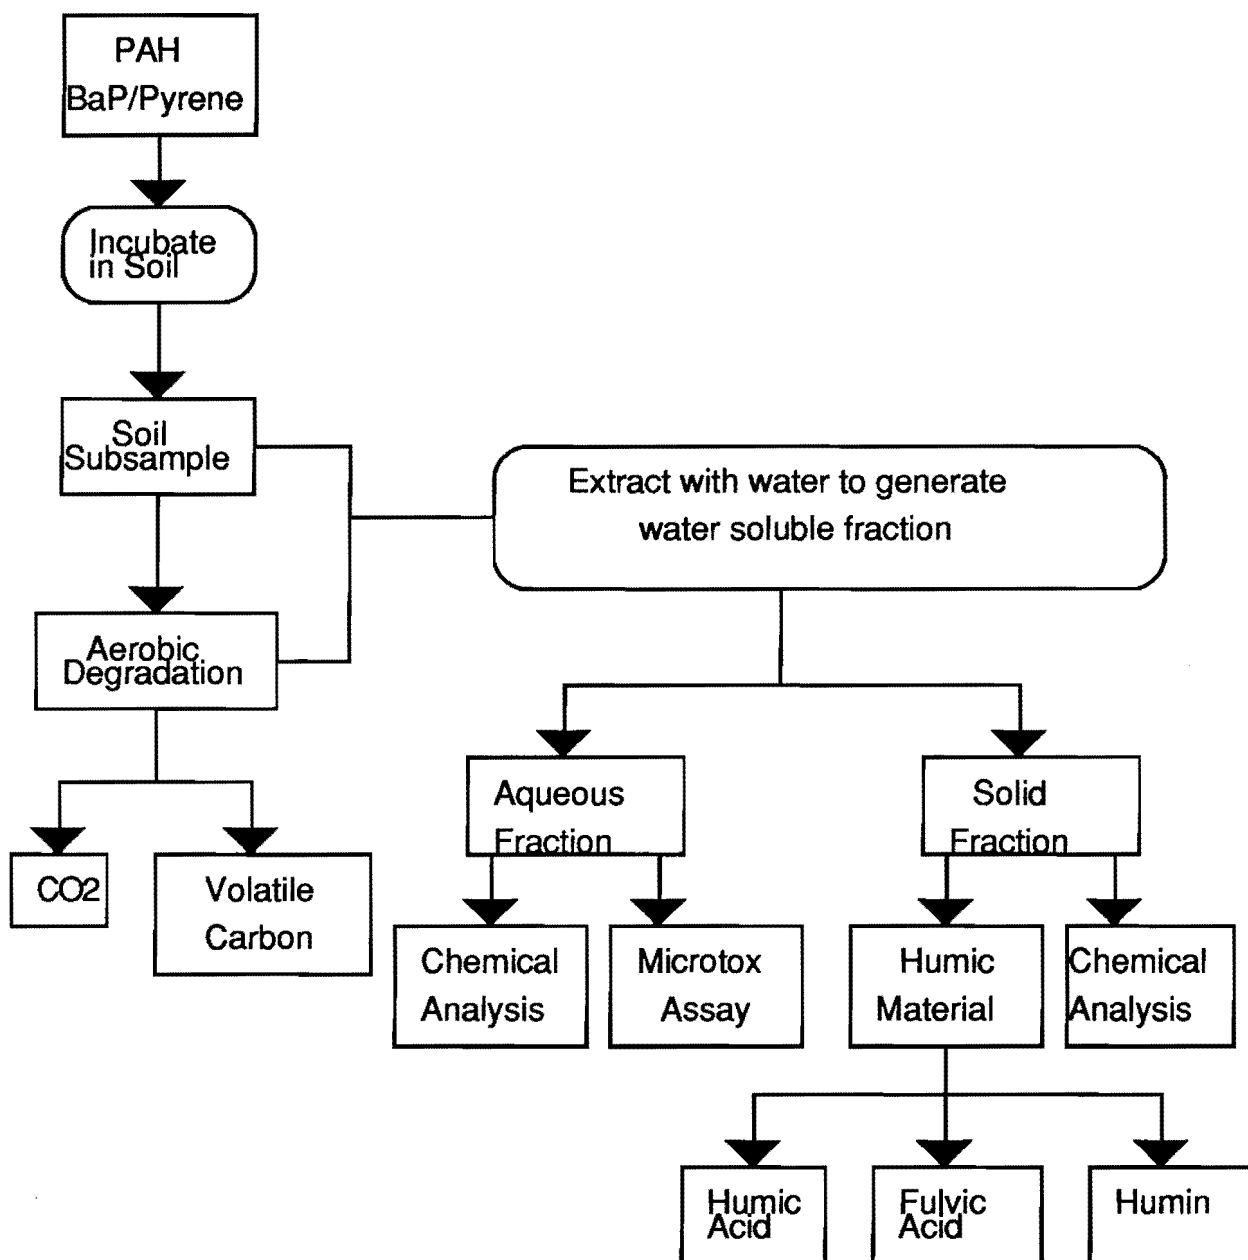 PAH
BaP/Pyrene
Incubate
in Soil
Soil
Subsample
Extract with water to generate
water soluble fraction
Aerobic
Degradation
Aqueous
Fraction
Solid
Fraction
CO2
Volatile
Carbon
Chemical
Analysis
Microtox
Assay
Humic
Material
Chemical
Analysis
Humic
Acid
Fulvic
Acid
Humin